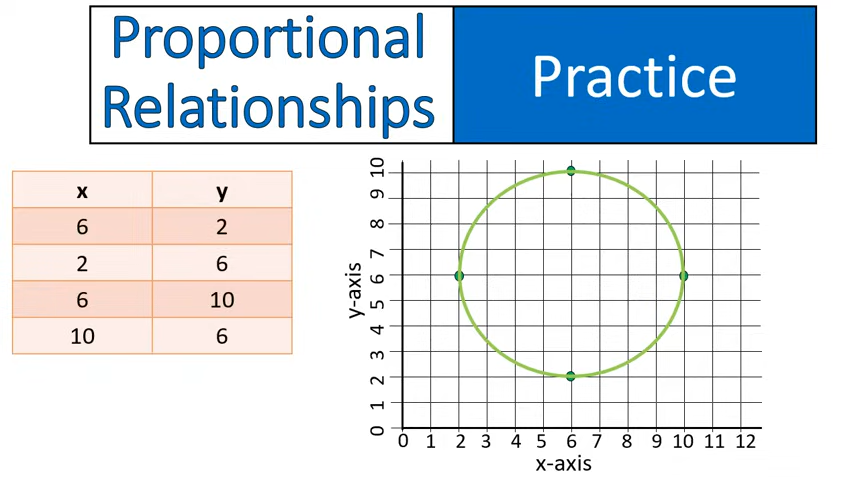 Proportional
Relationships
Practice
x y
6 2
2 6
6 10
10 6
10
9
8
7
6
5
4
3
2
1
0
y-axis
0 1 2 3 4 5 6 7 8 9 10 11 12
x-axis